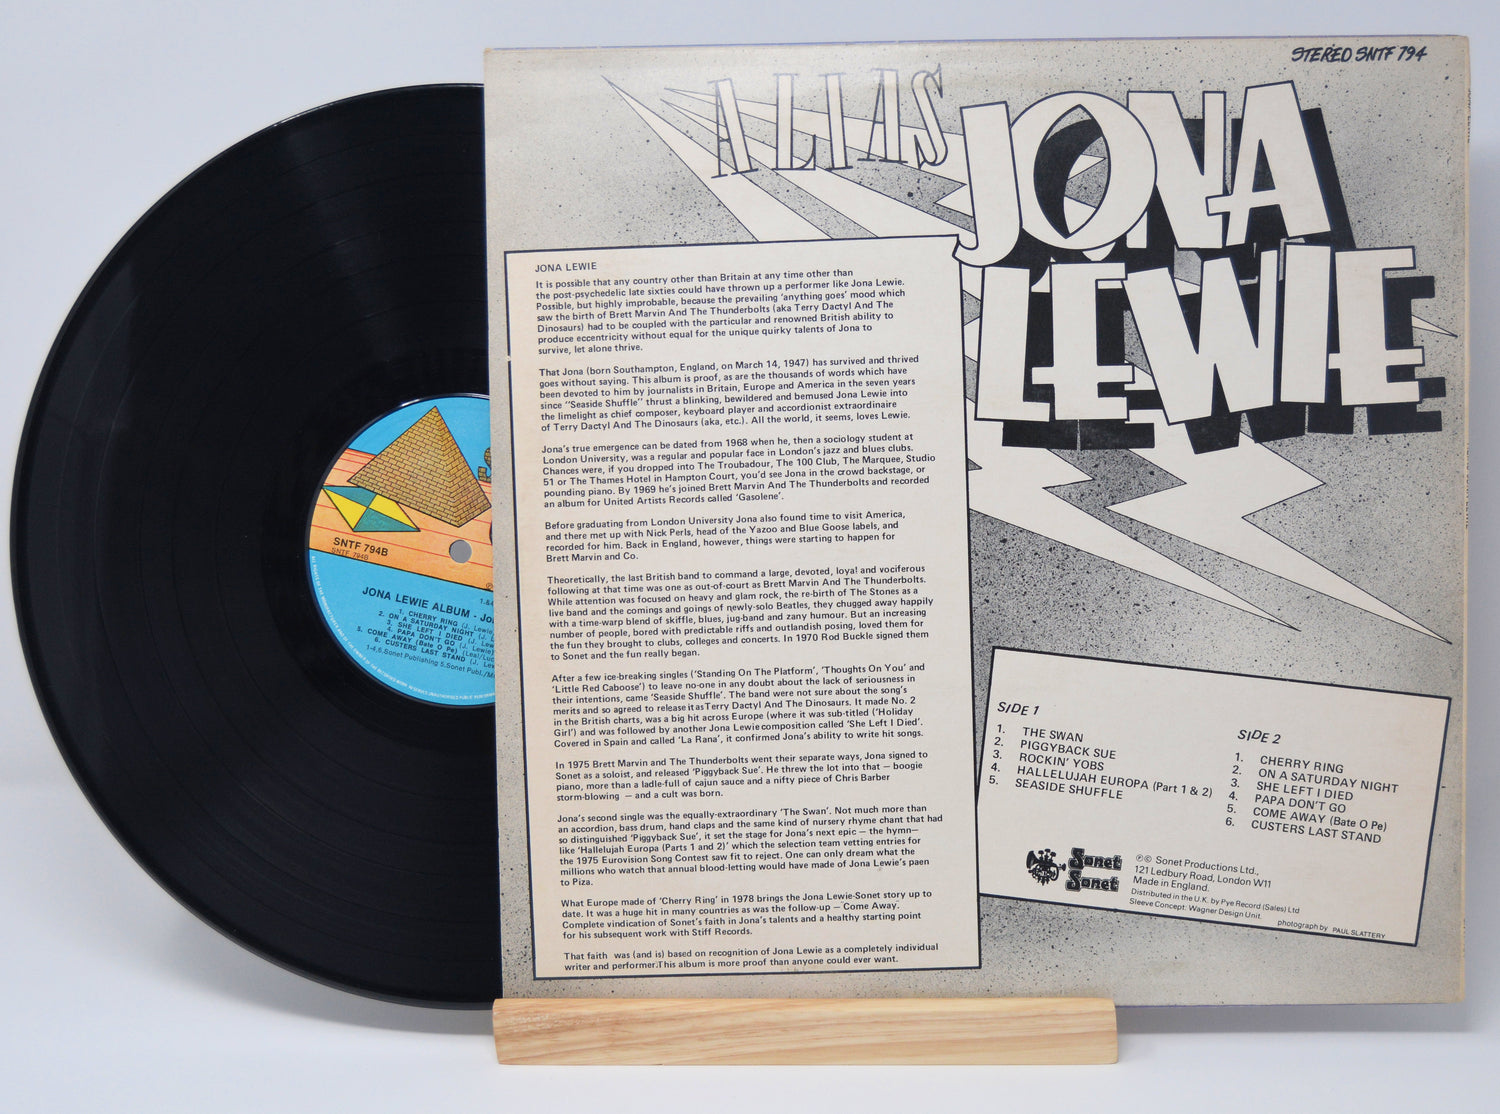 STEREO SNTF 794
ALIAS
JONA
LEWIE
JONA LEWIE
It is possible that any country other than Britain at any time other than
the post-psychedelic late sixties could have thrown up a performer like Jona Lewie.
Possible, but highly improbable, because the prevailing 'anything goes' mood which
saw the birth of Brett Marvin And The Thunderbolts (aka Terry Dactyl And The
Dinosaurs) had to be coupled with the particular and renowned British ability to
produce eccentricity without equal for the unique quirky talents of Jona to
survive, let alone thrive.
That Jona (born Southampton, England, on March 14, 1947) has survived and thrived
goes without saying. This album is proof, as are the thousands of words which have
been devoted to him by journalists in Britain, Europe and America in the seven years
since "Seaside Shuffle" thrust a blinking, bewildered and bemused Jona Lewie into
the limelight as chief composer, keyboard player and accordionist extraordinaire
of Terry Dactyl And The Dinosaurs (aka, etc.). All the world, it seems, loves Lewie.
Jona's true emergence can be dated from 1968 when he, then a sociology student at
London University, was a regular and popular face in London's jazz and blues clubs.
Chances were, if you dropped into The Troubadour, The 100 Club, The Marquee, Studio
51 or The Thames Hotel in Hampton Court, you'd see Jona in the crowd backstage, or
pounding piano. By 1969 he's joined Brett Marvin And The Thunderbolts and recorded
an album for United Artists Records called 'Gasolene'.
Before graduating from London University Jona also found time to visit America,
and there met up with Nick Perls, head of the Yazoo and Blue Goose labels, and
recorded for him. Back in England, however, things were starting to happen for
Brett Marvin and Co.
Theoretically, the last British band to command a large, devoted, loyal and vociferous
following at that time was one as out-of-court as Brett Marvin And The Thunderbolts.
While attention was focused on heavy and glam rock, the re-birth of The Stones as a
live band and the comings and goings of newly-solo Beatles, they chugged away happily
with a time-warp blend of skiffle, blues, jug-band and zany humour. But an increasing
number of people, bored with predictable riffs and outlandish posing, loved them for
the fun they brought to clubs, colleges and concerts. In 1970 Rod Buckle signed them
to Sonet and the fun really began.
After a few ice-breaking singles ('Standing On The Platform', 'Thoughts On You' and
'Little Red Caboose') to leave no-one in any doubt about the lack of seriousness in
their intentions, came 'Seaside Shuffle'. The band were not sure about the song's
merits and so agreed to release it as Terry Dactyl And The Dinosaurs. It made No. 2
in the British charts, was a big hit across Europe (where it was sub-titled ('Holiday
Girl') and was followed by another Jona Lewie composition called 'She Left I Died'.
Covered in Spain and called 'La Rana', it confirmed Jona's ability to write hit songs.
In 1975 Brett Marvin and The Thunderbolts went their separate ways, Jona signed to
Sonet as a soloist, and released 'Piggyback Sue'. He threw the lot into that – boogie
piano, more than a ladle-full of cajun sauce and a nifty piece of Chris Barber
storm-blowing – and a cult was born.
Jona's second single was the equally-extraordinary 'The Swan'. Not much more than
an accordion, bass drum, hand claps and the same kind of nursery rhyme chant that had
so distinguished 'Piggyback Sue', it set the stage for Jona's next epic – the hymn–
like 'Hallelujah Europa (Parts 1 and 2)' which the selection team vetting entries for
the 1975 Eurovision Song Contest saw fit to reject. One can only dream what the
millions who watch that annual blood-letting would have made of Jona Lewie's paen
to Piza.
What Europe made of 'Cherry Ring' in 1978 brings the Jona Lewie-Sonet story up to
date. It was a huge hit in many countries as was the follow-up – Come Away.
Complete vindication of Sonet's faith in Jona's talents and a healthy starting point
for his subsequent work with Stiff Records.
That faith was (and is) based on recognition of Jona Lewie as a completely individual
writer and performer.This album is more proof than anyone could ever want.
SIDE 1
1. THE SWAN
2. PIGGYBACK SUE
3. ROCKIN' YOBS
4. HALLELUJAH EUROPA (Part 1 & 2)
5. SEASIDE SHUFFLE
SIDE 2
1. CHERRY RING
2. ON A SATURDAY NIGHT
3. SHE LEFT I DIED
4. PAPA DON'T GO
5. COME AWAY (Bate O Pe)
6. CUSTERS LAST STAND
Sonet
Sonet
℗© Sonet Productions Ltd.,
121 Ledbury Road, London W11
Made in England.
Distributed in the U.K. by Pye Record (Sales) Ltd
Sleeve Concept. Wagner Design Unit.
photograph by PAUL SLATTERY
SNTF 794B
SNTF 794B
JONA LEWIE ALBUM - Jo
1. CHERRY RING (J. Lewie
2. ON A SATURDAY NIGHT
3. SHE LEFT I DIED (J. Lew
4. PAPA DON'T GO (J. Lewie)
5. COME AWAY (Bate O Pe) (Lea)/Luc
6. CUSTERS LAST STAND (J. Lew
1-4,6.Sonet Publishing 5.Sonet Publ./M